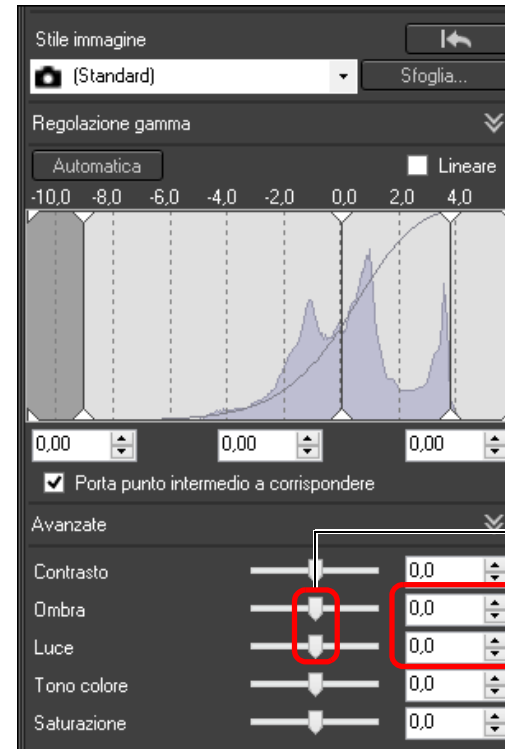 Stile immagine
(Standard) Sfoglia...
Regolazione gamma
Automatica Lineare
-10,0 -8,0 -6,0 -4,0 -2,0 0,0 2,0 4,0
0,00 0,00 0,00
Porta punto intermedio a corrispondere
Avanzate
Contrasto 0,0
Ombra 0,0
Luce 0,0
Tono colore 0,0
Saturazione 0,0